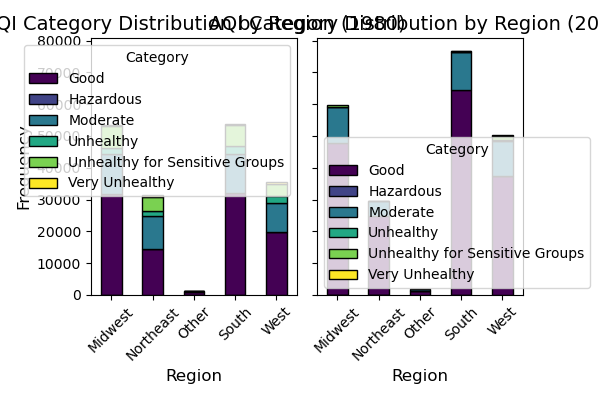 QI Category Distribution by Region (1980)
AQI Category Distribution by Region (20
Frequency
80000
70000
60000
50000
40000
30000
20000
10000
0
Category
Good
Hazardous
Moderate
Unhealthy
Unhealthy for Sensitive Groups
Very Unhealthy
Category
Good
Hazardous
Moderate
Unhealthy
Unhealthy for Sensitive Groups
Very Unhealthy
Midwest
Northeast
Other
South
West
Midwest
Northeast
Other
South
West
Region
Region